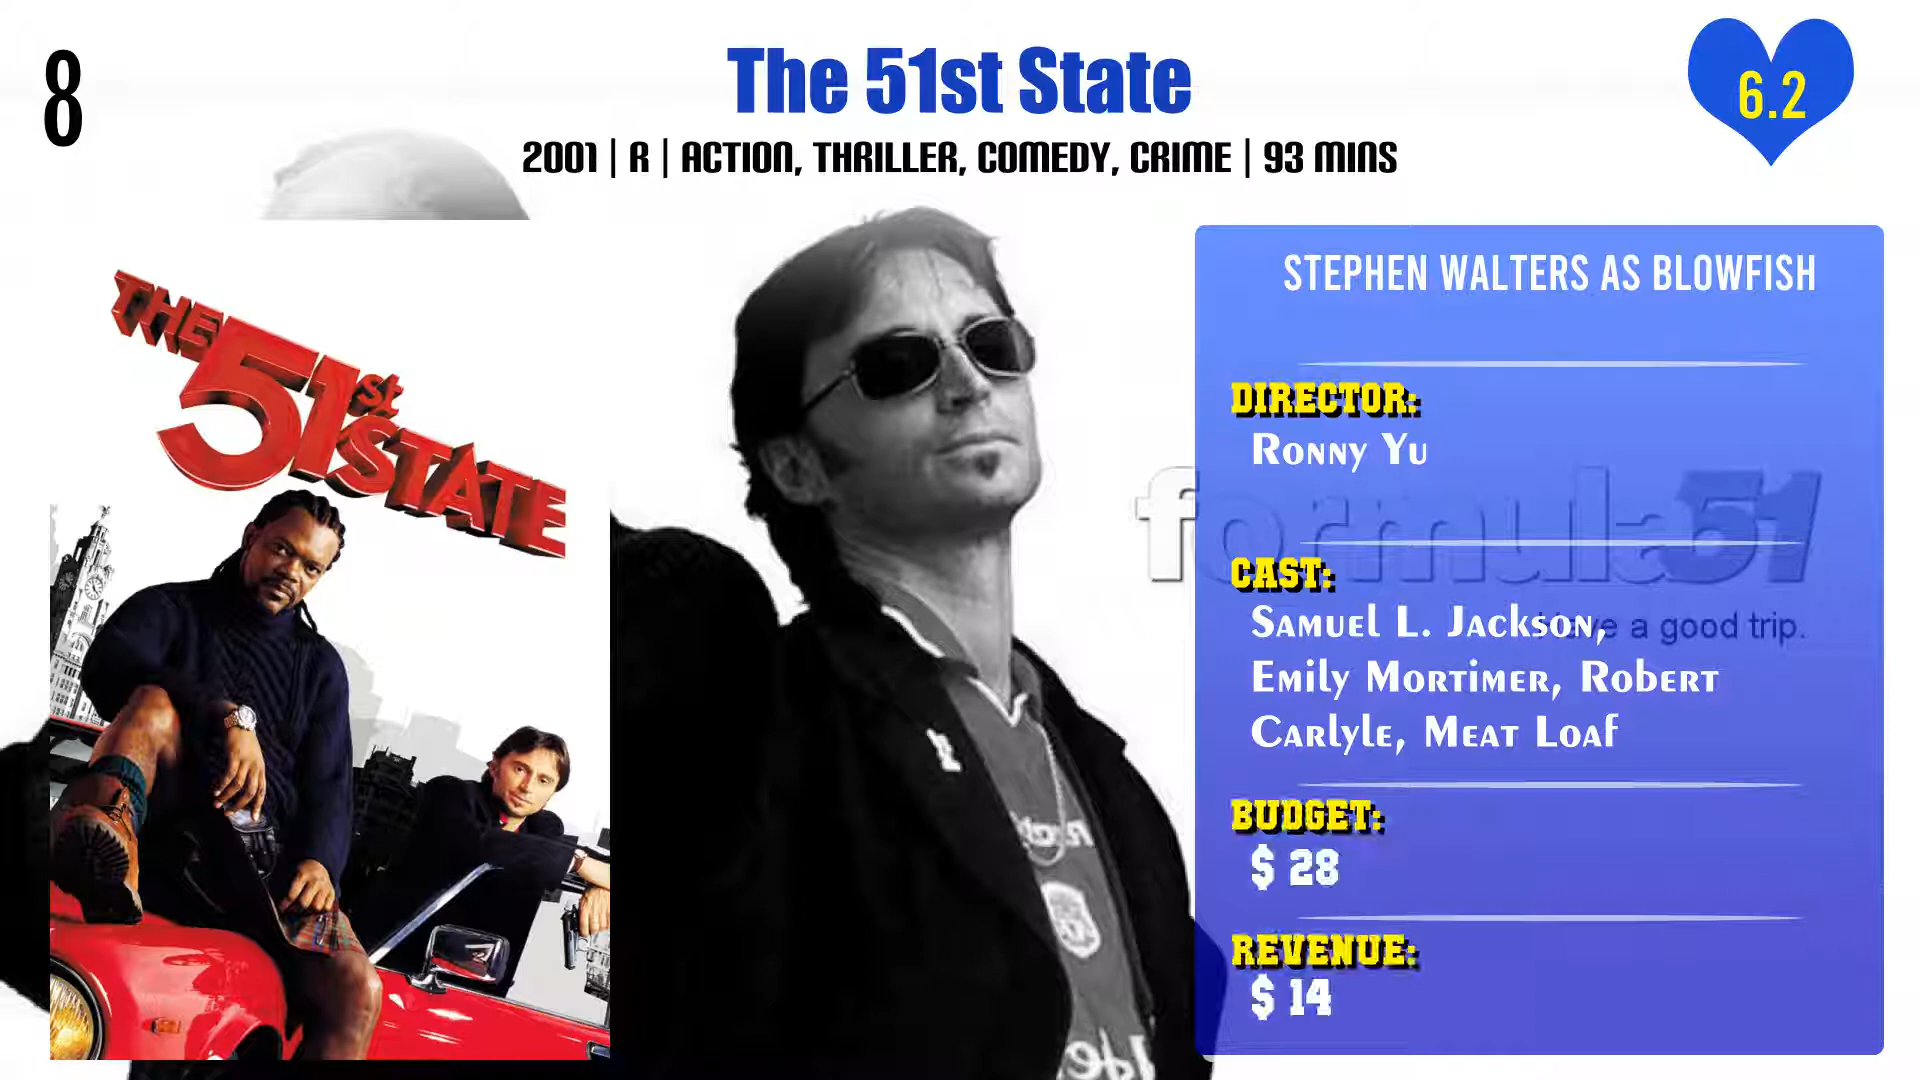 8
The 51st State
6.2
2001 | R | ACTION, THRILLER, COMEDY, CRIME | 93 MINS
THE
51st
STATE
STEPHEN WALTERS AS BLOWFISH
DIRECTOR:
Ronny Yu
formula51
CAST:
Samuel L. Jackson,
a good trip.
Emily Mortimer, Robert
Carlyle, Meat Loaf
BUDGET:
$ 28
REVENUE:
$ 14